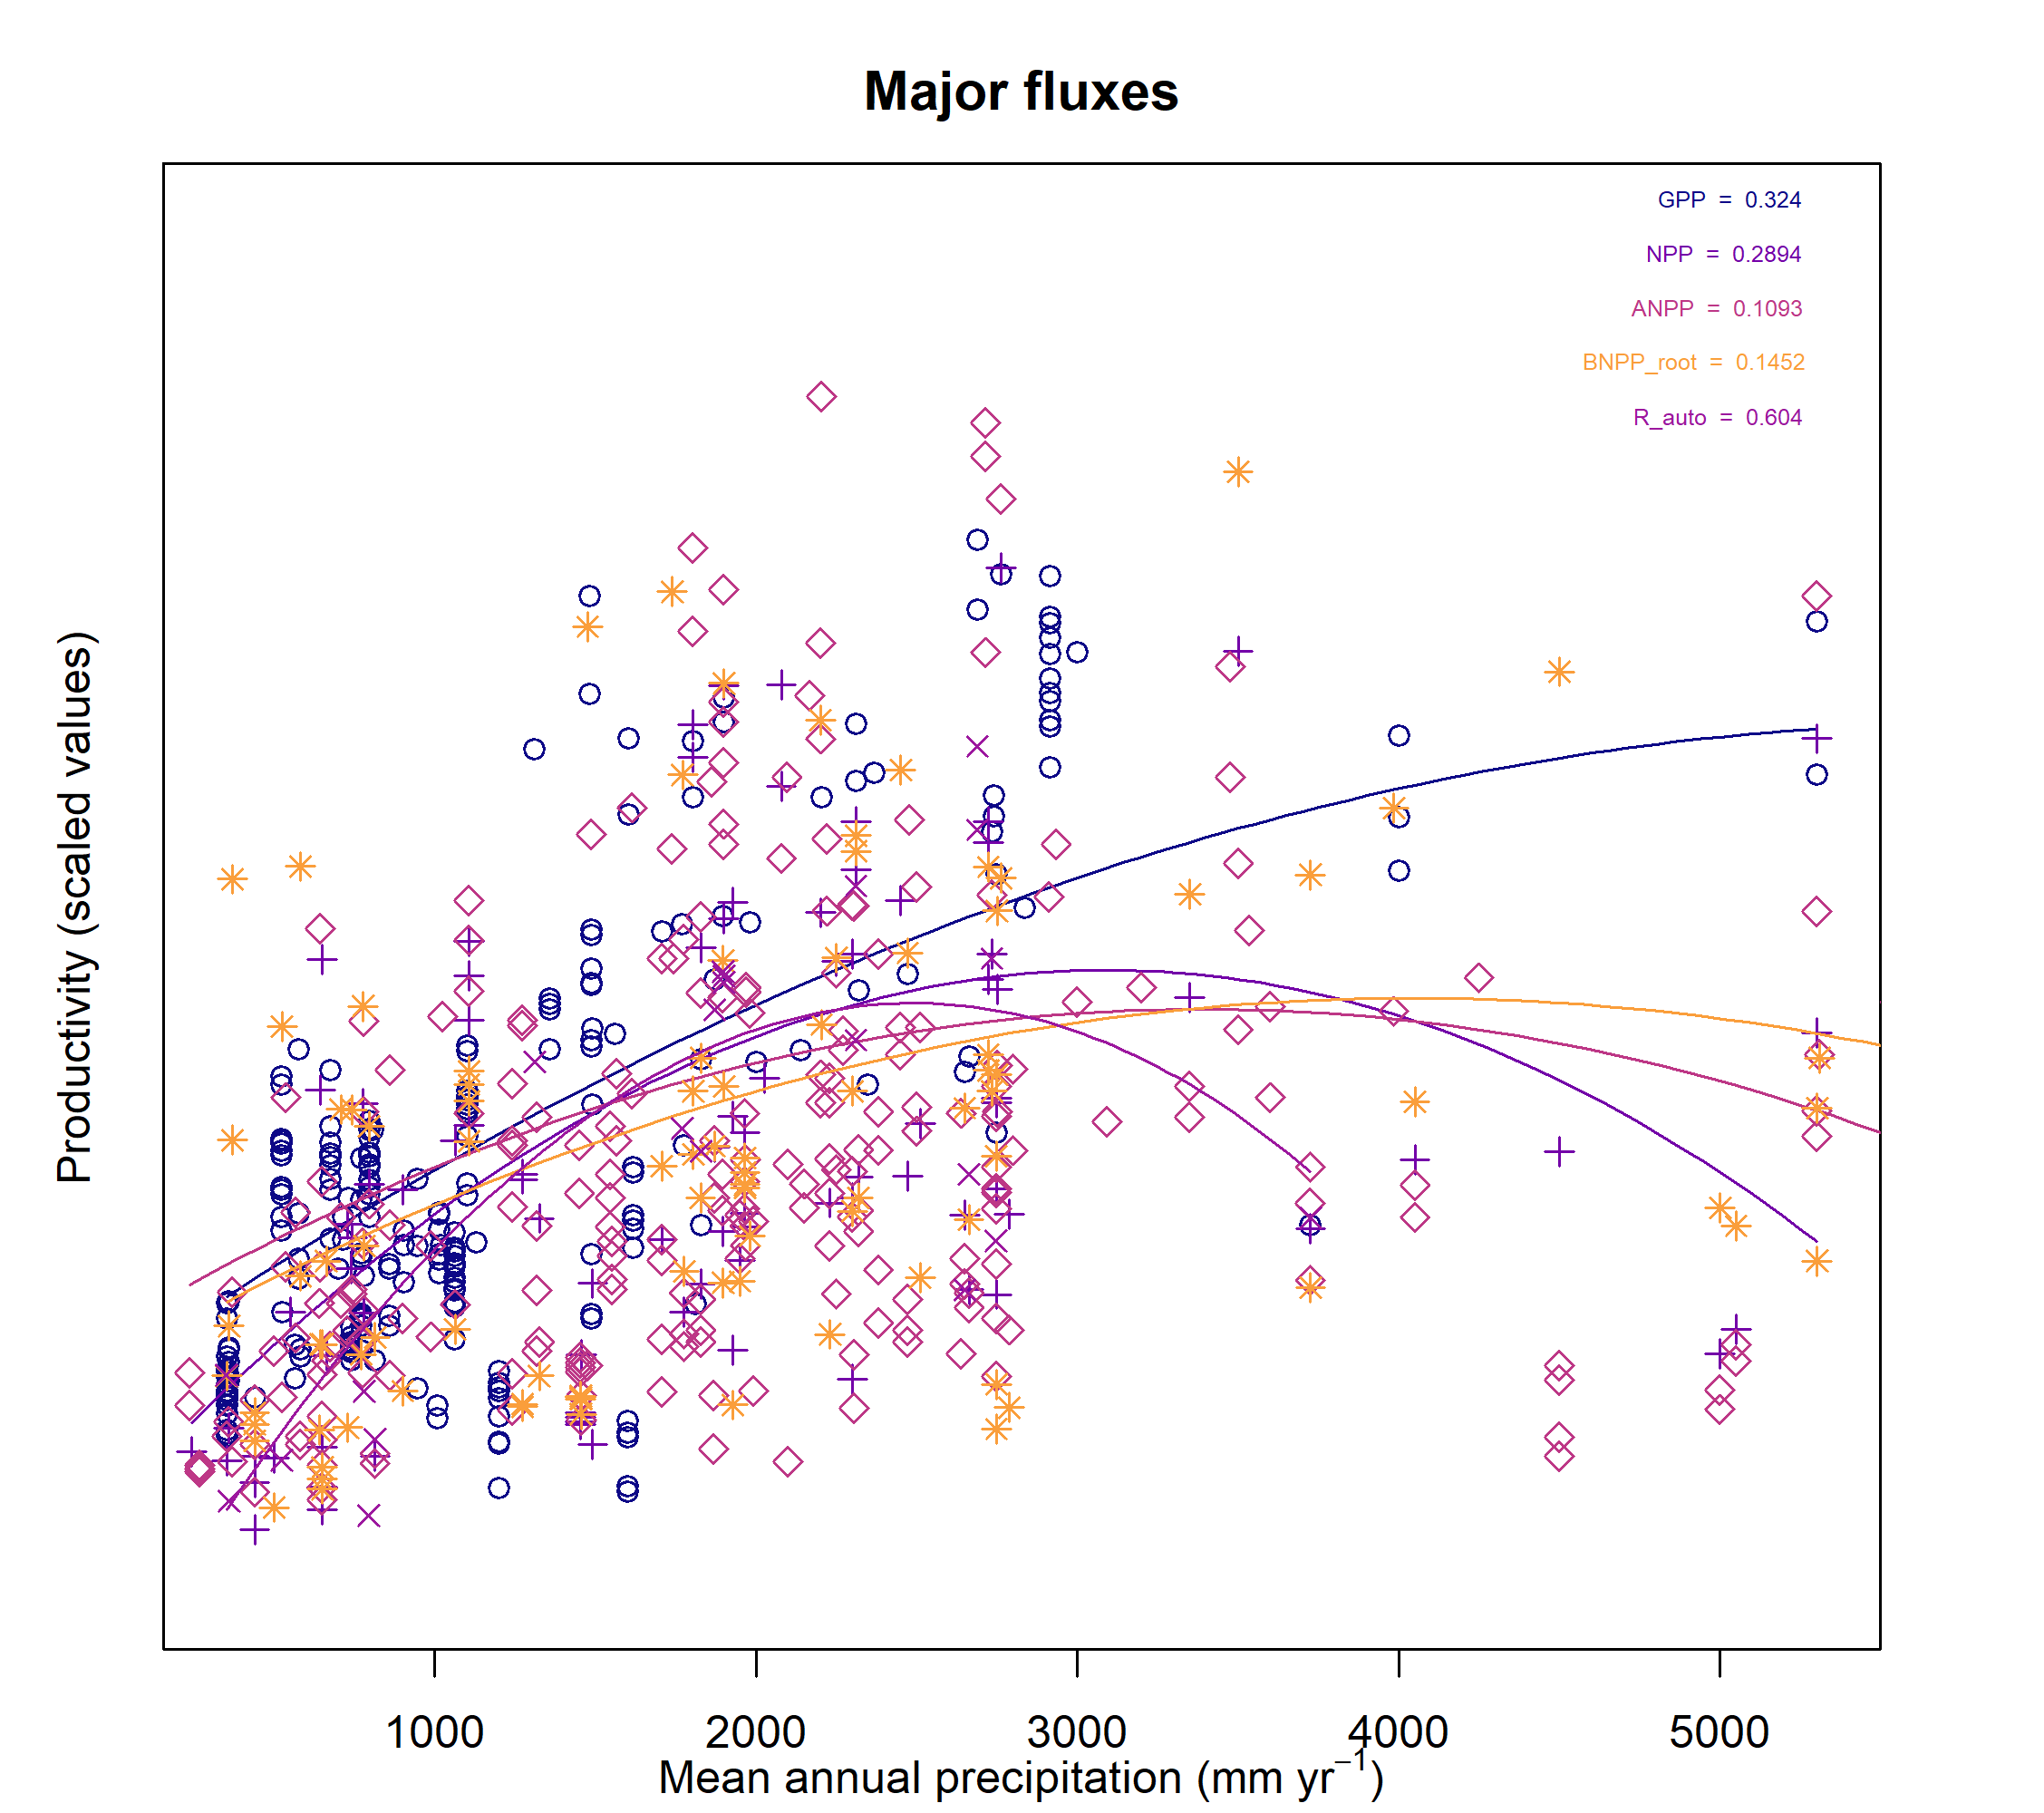 Major fluxes
GPP = 0.324
NPP = 0.2894
ANPP = 0.1093
BNPP_root = 0.1452
R_auto = 0.604
Productivity (scaled values)
1000 2000 3000 4000 5000
Mean annual precipitation (mm yr⁻¹)